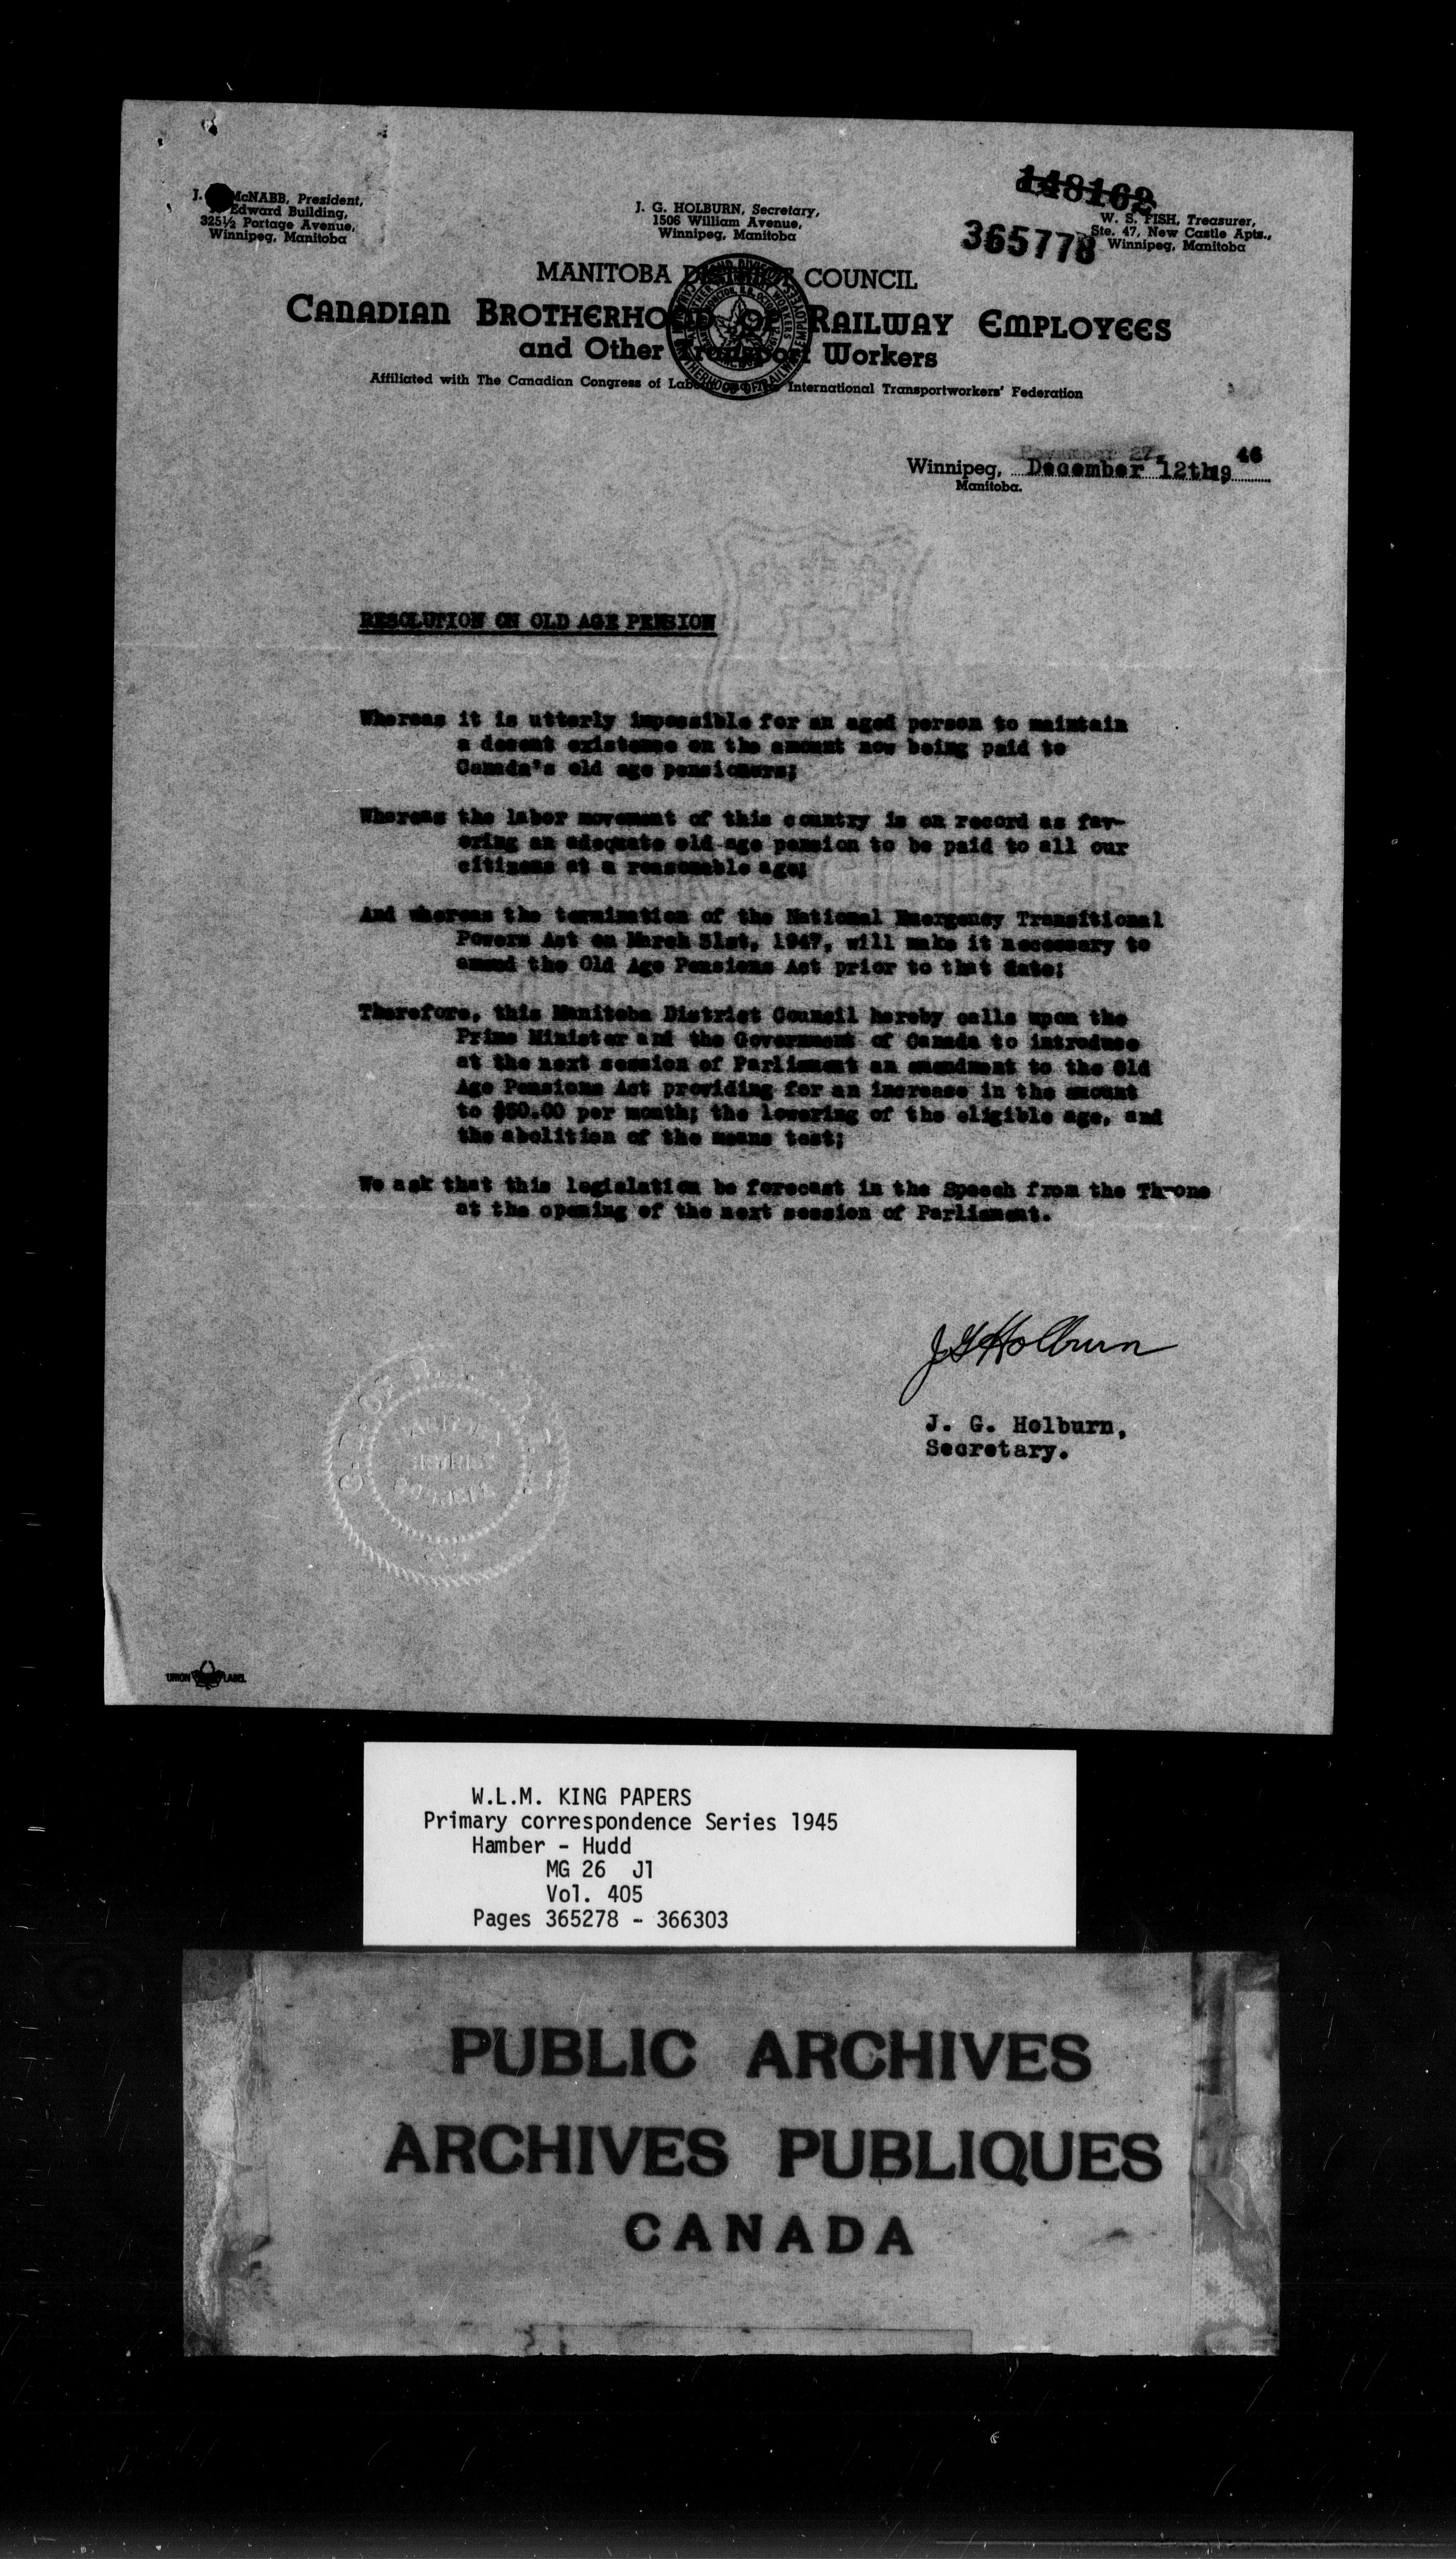 148162
365778
J. McNABB, President,
Edward Building,
325½ Portage Avenue,
Winnipeg, Manitoba
J. G. HOLBURN, Secretary,
1506 William Avenue,
Winnipeg, Manitoba
W. S. FISH, Treasurer,
Ste. 47, New Castle Apts.,
Winnipeg, Manitoba
MANITOBA DISTRICT COUNCIL
CANADIAN BROTHERHOOD OF RAILWAY EMPLOYEES
and Other Transport Workers
Affiliated with The Canadian Congress of Labour International Transportworkers' Federation
November 27,
Winnipeg, December 12th 19 46
Manitoba.
RESOLUTION ON OLD AGE PENSION
Whereas it is utterly impossible for an aged person to maintain
a decent existence on the amount now being paid to
Canada's old age pensioners;
Whereas the labor movement of this country is on record as fav-
oring an adequate old age pension to be paid to all our
citizens at a reasonable age;
And whereas the termination of the National Emergency Transitional
Powers Act on March 31st, 1947, will make it necessary to
amend the Old Age Pensions Act prior to that date;
Therefore, this Manitoba District Council hereby calls upon the
Prime Minister and the Government of Canada to introduce
at the next session of Parliament an amendment to the Old
Age Pensions Act providing for an increase in the amount
to $50.00 per month; the lowering of the eligible age, and
the abolition of the means test;
We ask that this legislation be forecast in the Speech from the Throne
at the opening of the next session of Parliament.
J G Holburn
J. G. Holburn,
Secretary.
MANITOBA
DISTRICT
COUNCIL
UNION LABEL
W.L.M. KING PAPERS
Primary correspondence Series 1945
Hamber - Hudd
MG 26 J1
Vol. 405
Pages 365278 - 366303
PUBLIC ARCHIVES
ARCHIVES PUBLIQUES
CANADA